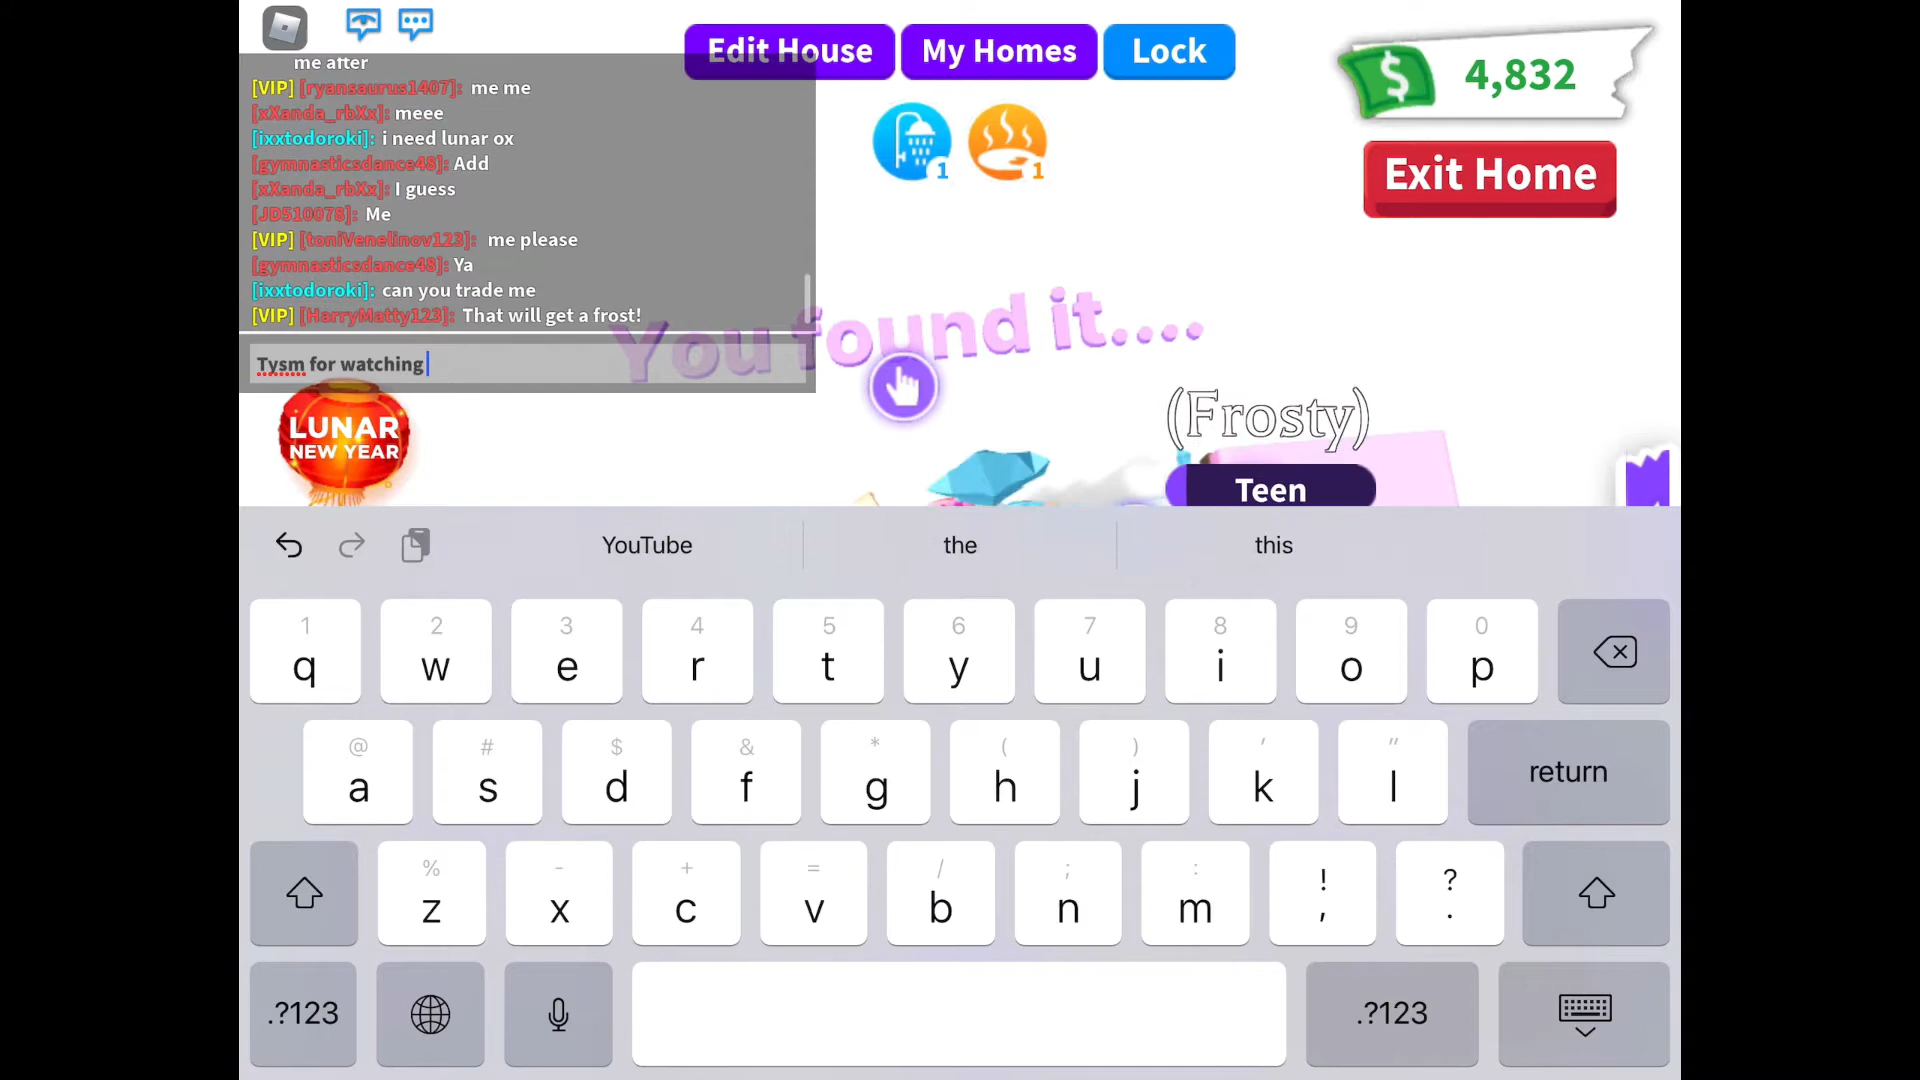 Edit House
My Homes
Lock
4,832
Exit Home
1
1
me after
[VIP] [ryansaurus1407]: me me
[xXanda_rbXx]: meee
[ixxtodoroki]: i need lunar ox
[gymnasticsdance48]: Add
[xXanda_rbXx]: I guess
[JD510078]: Me
[VIP] [toniVenelinov123]: me please
[gymnasticsdance48]: Ya
[ixxtodoroki]: can you trade me
[VIP] [HarryMatty123]: That will get a frost!
You found it....
Tysm for watching
LUNAR
NEW YEAR
(Frosty)
Teen
YouTube the this
1 2 3 4 5 6 7 8 9 0
q w e r t y u i o p
@ # $ & * ( ) ' "
a s d f g h j k l return
% - + = / ; : ! ?
z x c v b n m , .
.?123 .?123